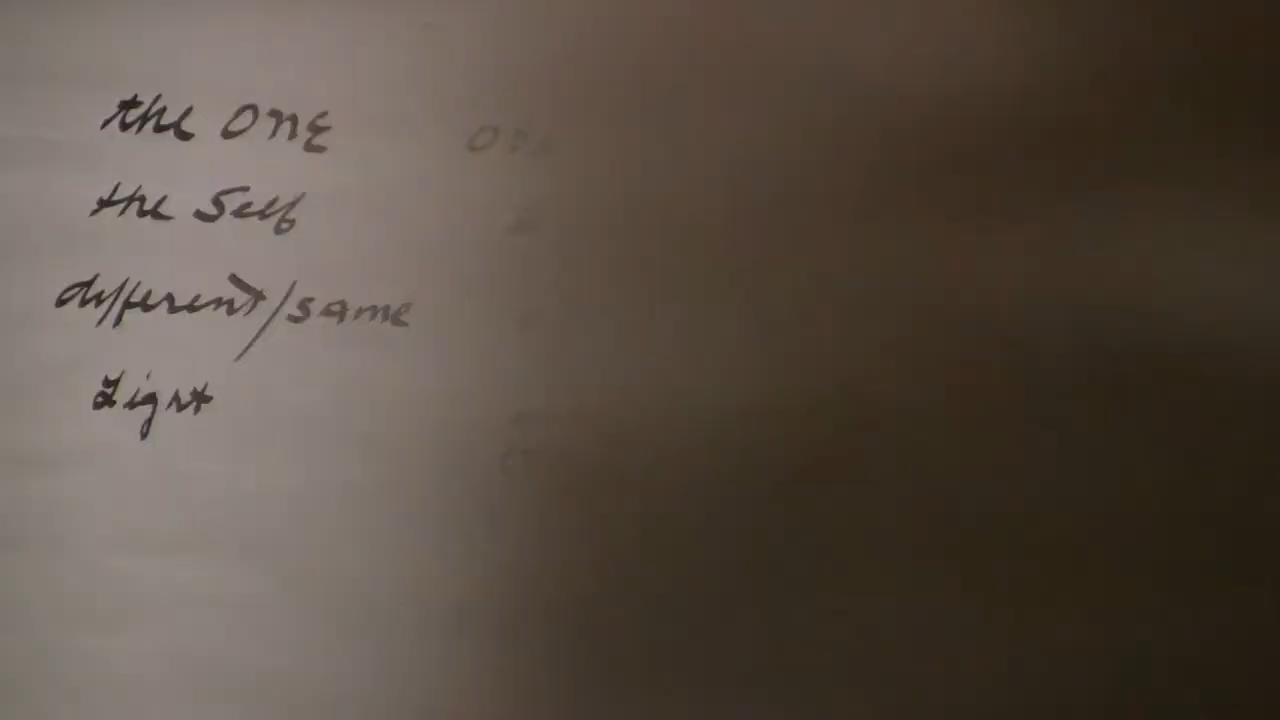 the One
the Self
different/same
Light